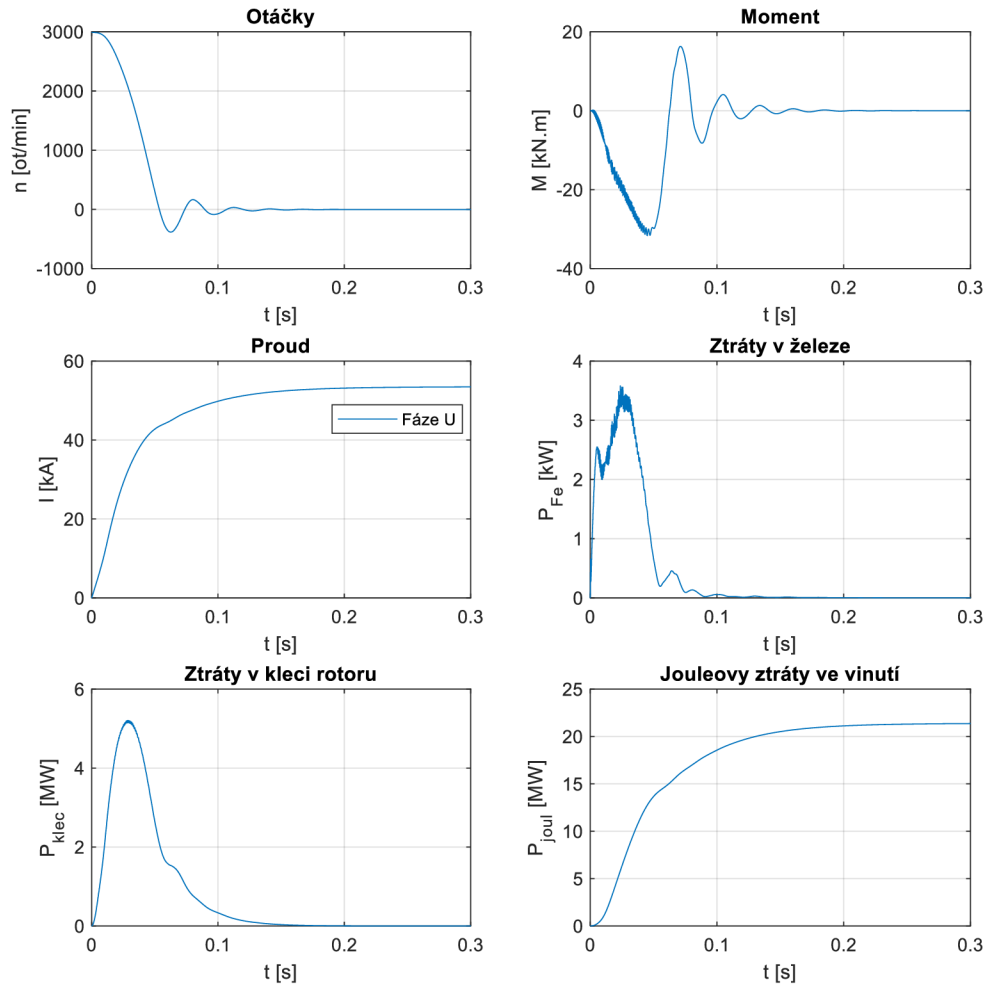 Otáčky
n [ot/min]
3000
2000
1000
0
-1000
0
0.1
0.2
0.3
t [s]
Moment
M [kN.m]
20
0
-20
-40
0
0.1
0.2
0.3
t [s]
Proud
I [kA]
60
40
20
0
Fáze U
0
0.1
0.2
0.3
t [s]
Ztráty v železe
P_Fe [kW]
4
3
2
1
0
0
0.1
0.2
0.3
t [s]
Ztráty v kleci rotoru
P_klec [MW]
6
4
2
0
0
0.1
0.2
0.3
t [s]
Jouleovy ztráty ve vinutí
P_joul [MW]
25
20
15
10
5
0
0
0.1
0.2
0.3
t [s]